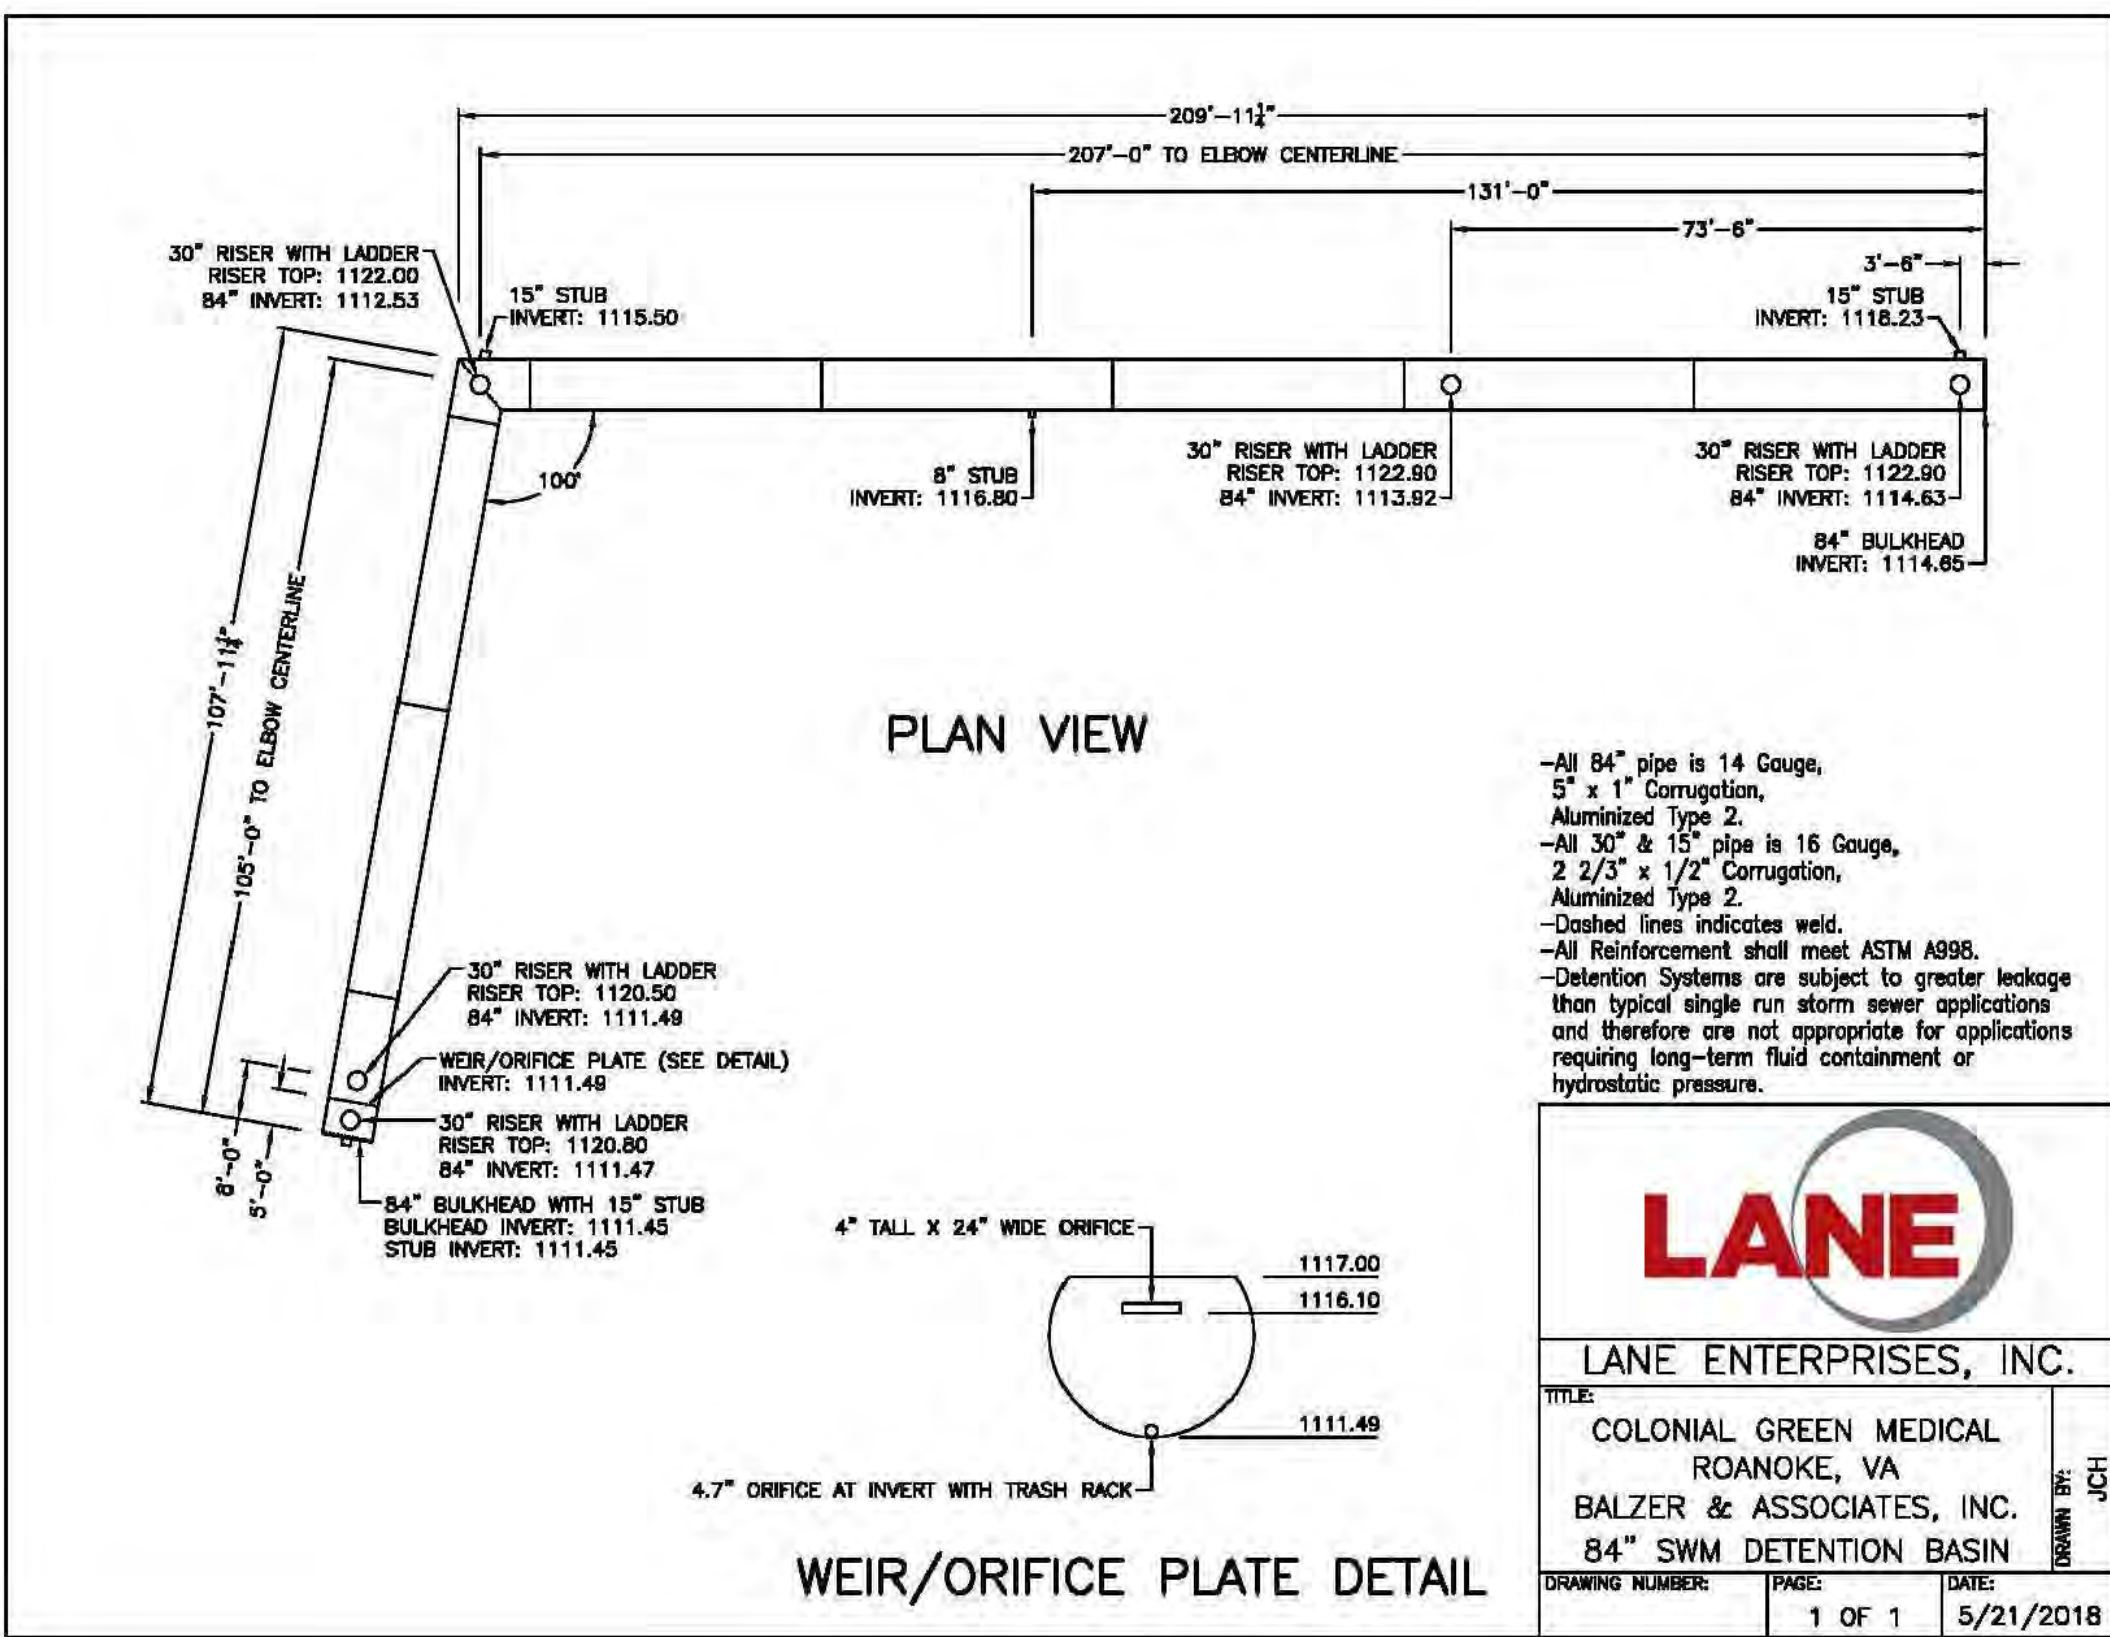 209'-11¼"
207'-0" TO ELBOW CENTERLINE
131'-0"
73'-6"
3'-6"
30" RISER WITH LADDER
RISER TOP: 1122.00
84" INVERT: 1112.53
15" STUB
INVERT: 1115.50
15" STUB
INVERT: 1118.23
100°
8" STUB
INVERT: 1116.80
30" RISER WITH LADDER
RISER TOP: 1122.90
84" INVERT: 1113.92
30" RISER WITH LADDER
RISER TOP: 1122.90
84" INVERT: 1114.63
84" BULKHEAD
INVERT: 1114.65
107'-11¼"
105'-0" TO ELBOW CENTERLINE
PLAN VIEW
-All 84" pipe is 14 Gauge,
5" x 1" Corrugation,
Aluminized Type 2.
-All 30" & 15" pipe is 16 Gauge,
2 2/3" x 1/2" Corrugation,
Aluminized Type 2.
-Dashed lines indicates weld.
-All Reinforcement shall meet ASTM A998.
-Detention Systems are subject to greater leakage
than typical single run storm sewer applications
and therefore are not appropriate for applications
requiring long-term fluid containment or
hydrostatic pressure.
30" RISER WITH LADDER
RISER TOP: 1120.50
84" INVERT: 1111.49
WEIR/ORIFICE PLATE (SEE DETAIL)
INVERT: 1111.49
30" RISER WITH LADDER
RISER TOP: 1120.80
84" INVERT: 1111.47
8'-0"
5'-0"
84" BULKHEAD WITH 15" STUB
BULKHEAD INVERT: 1111.45
STUB INVERT: 1111.45
4" TALL X 24" WIDE ORIFICE
1117.00
1116.10
1111.49
4.7" ORIFICE AT INVERT WITH TRASH RACK
WEIR/ORIFICE PLATE DETAIL
LANE
LANE ENTERPRISES, INC.
TITLE:
COLONIAL GREEN MEDICAL
ROANOKE, VA
BALZER & ASSOCIATES, INC.
84" SWM DETENTION BASIN
DRAWN BY:
JCH
DRAWING NUMBER:
PAGE:
1 OF 1
DATE:
5/21/2018